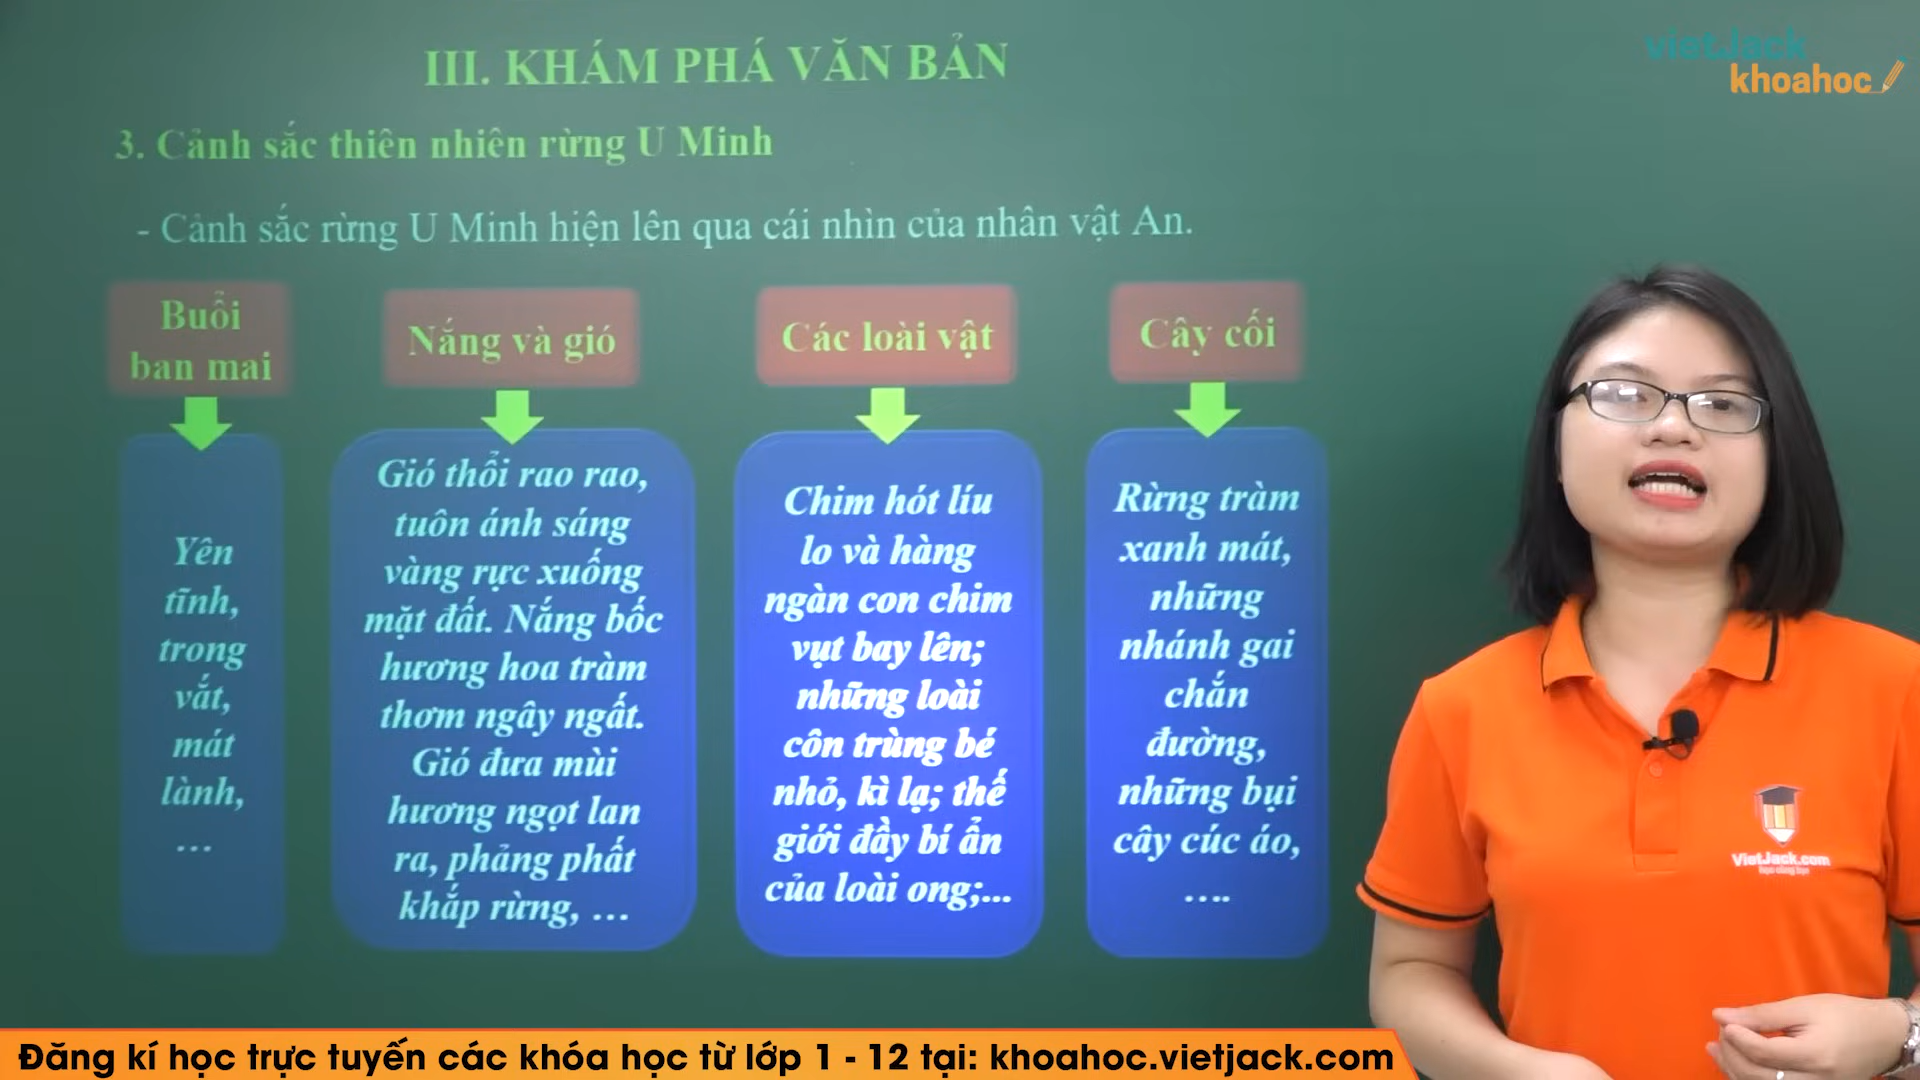 III. KHÁM PHÁ VĂN BẢN
vietJack
khoahoc
3. Cảnh sắc thiên nhiên rừng U Minh
- Cảnh sắc rừng U Minh hiện lên qua cái nhìn của nhân vật An.
Buổi
ban mai
Yên
tĩnh,
trong
vắt,
mát
lành,
...
Nắng và gió
Gió thổi rao rao,
tuôn ánh sáng
vàng rực xuống
mặt đất. Nắng bốc
hương hoa tràm
thơm ngây ngất.
Gió đưa mùi
hương ngọt lan
ra, phảng phất
khắp rừng, ...
Các loài vật
Chim hót líu
lo và hàng
ngàn con chim
vụt bay lên;
những loài
côn trùng bé
nhỏ, kì lạ; thế
giới đầy bí ẩn
của loài ong;...
Cây cối
Rừng tràm
xanh mát,
những
nhánh gai
chắn
đường,
những bụi
cây cúc áo,
....
VietJack.com
Đăng kí học trực tuyến các khóa học từ lớp 1 - 12 tại: khoahoc.vietjack.com